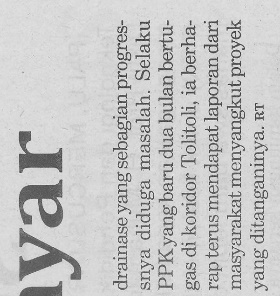 ayar
drainase yang sebagian progres-
snya diduga masalah. Selaku
PPK yang baru dua bulan bertu-
gas di koridor Tolitoli, ia berha-
rap terus mendapat laporan dari
masyarakat menyangkut proyek
yang ditanganinya. RT